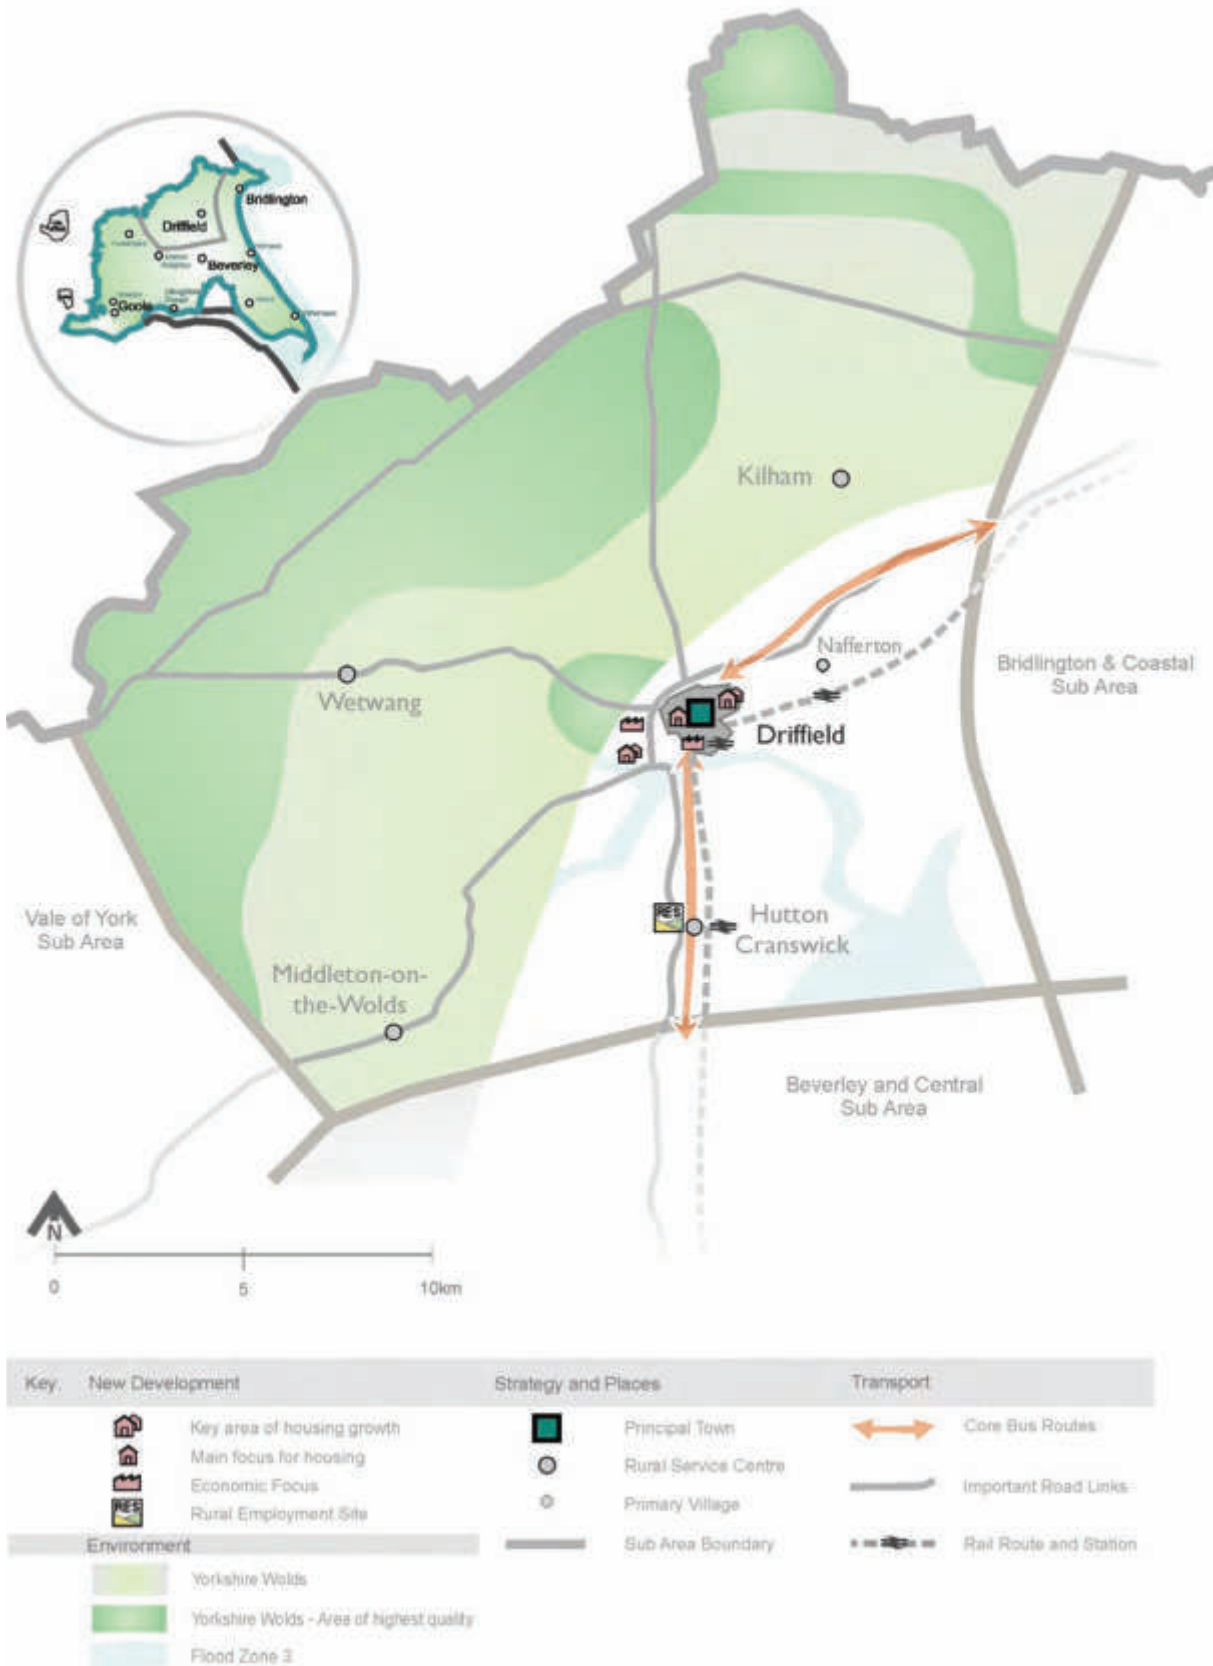 Bridlington
Driffield
Beverley
Goole
Kilham
Nafferton
Bridlington & Coastal
Sub Area
Wetwang
Driffield
Vale of York
Sub Area
RES
Hutton
Cranswick
Middleton-on-
the-Wolds
Beverley and Central
Sub Area
N
0
5
10km
Key. New Development
Strategy and Places
Transport
Key area of housing growth
Principal Town
Core Bus Routes
Main focus for housing
Rural Service Centre
Economic Focus
Important Road Links
RES
Rural Employment Site
Primary Village
Environment
Sub Area Boundary
Rail Route and Station
Yorkshire Wolds
Yorkshire Wolds - Area of highest quality
Flood Zone 3